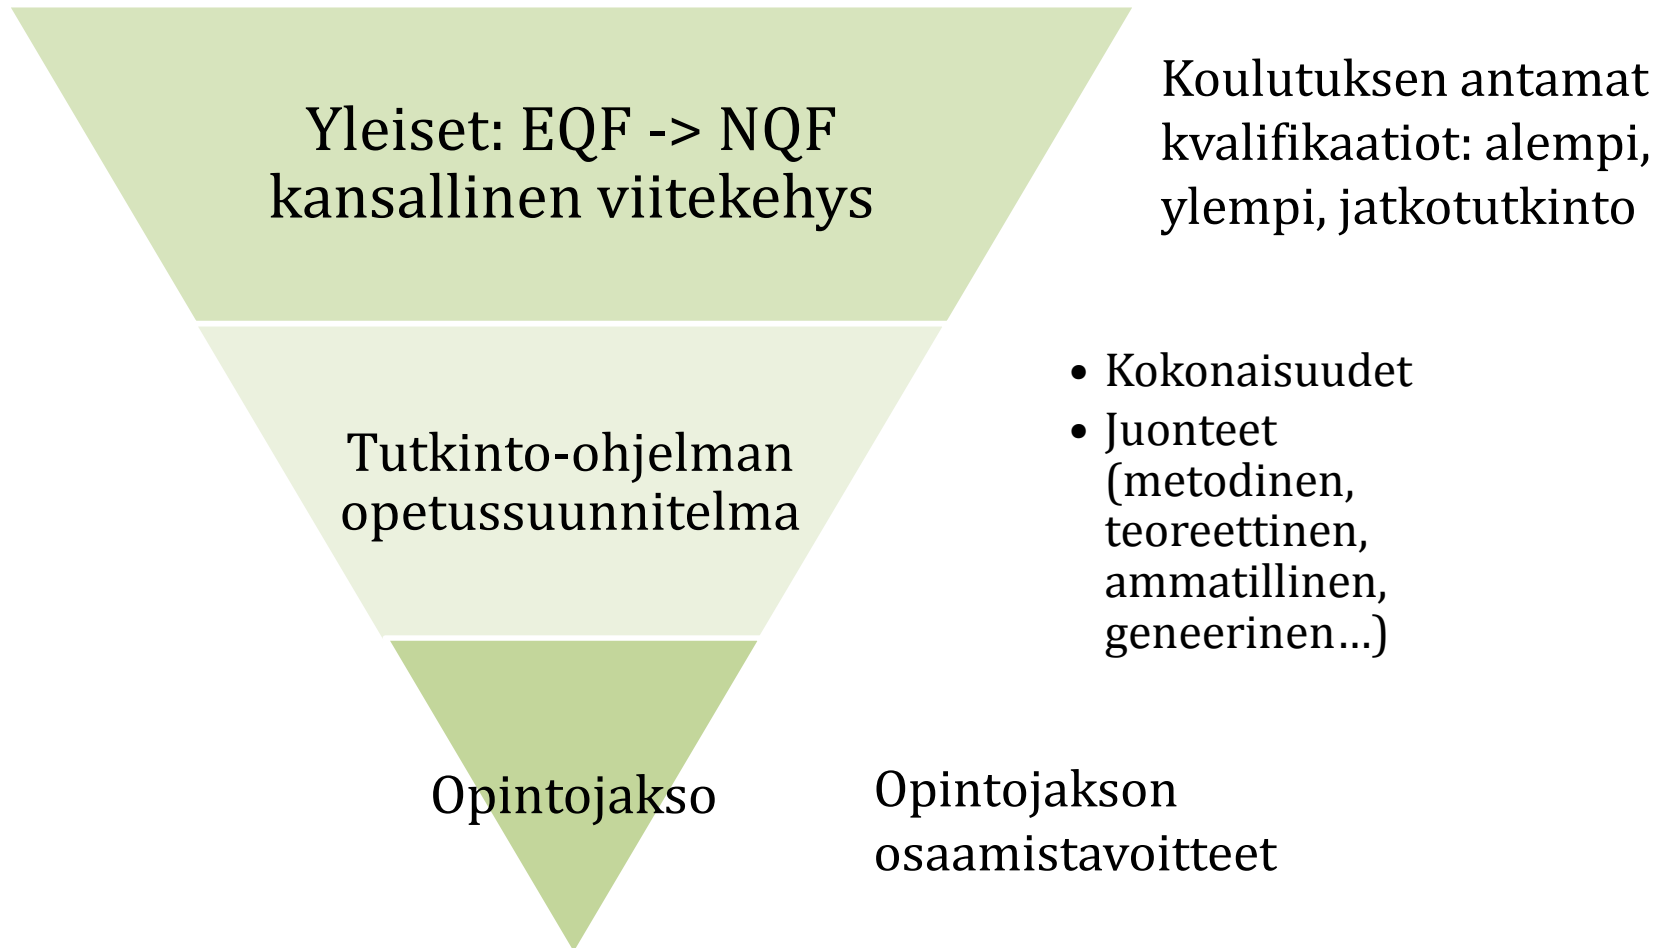 Yleiset: EQF -> NQF
kansallinen viitekehys
Koulutuksen antamat
kvalifikaatiot: alempi,
ylempi, jatkotutkinto
Tutkinto-ohjelman
opetussuunnitelma
• Kokonaisuudet
• Juonteet
(metodinen,
teoreettinen,
ammatillinen,
geneerinen…)
Opintojakso
Opintojakson
osaamistavoitteet